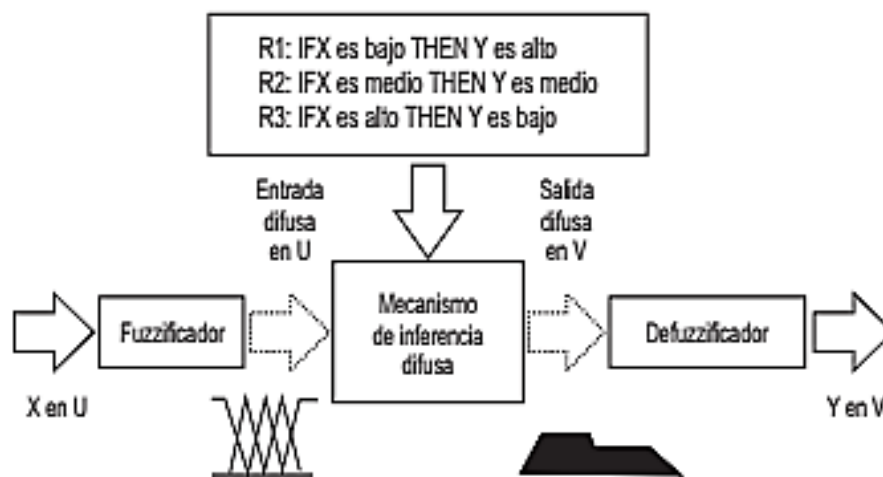 R1: IFX es bajo THEN Y es alto
R2: IFX es medio THEN Y es medio
R3: IFX es alto THEN Y es bajo
Entrada
difusa
en U
Salida
difusa
en V
Fuzzificador
Mecanismo
de inferencia
difusa
Defuzzificador
X en U
Y en V